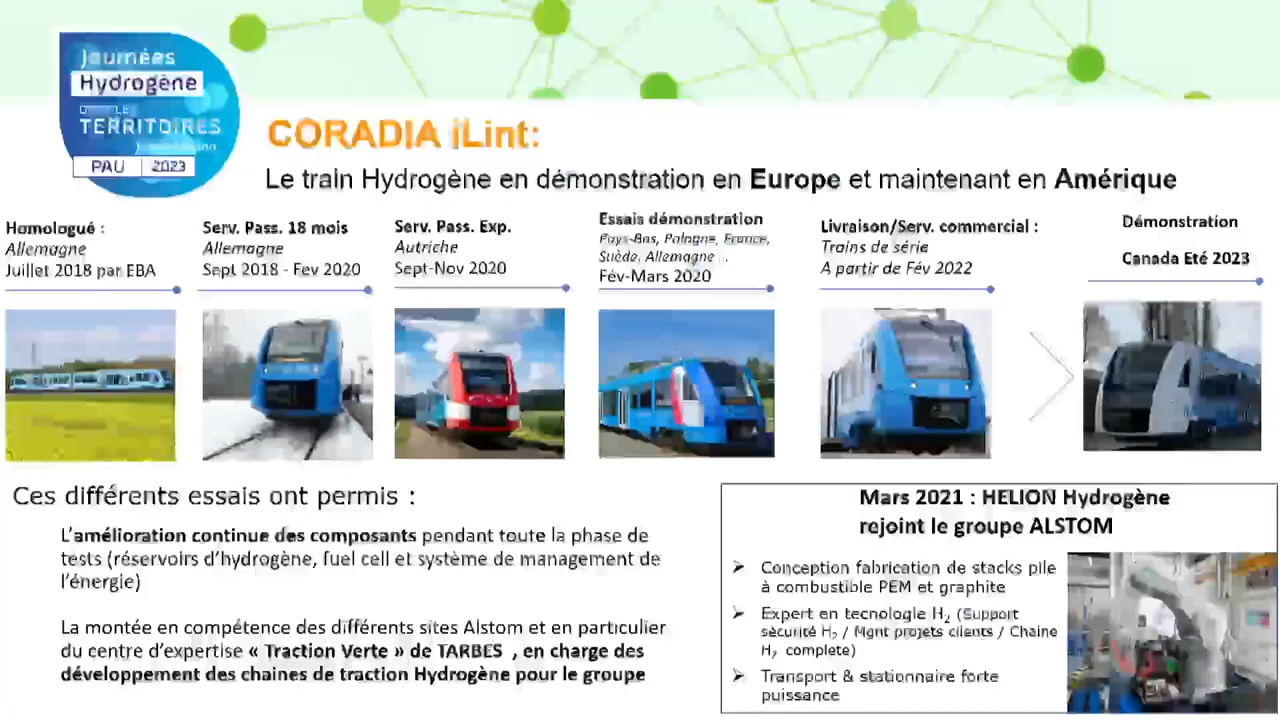 Journées
Hydrogène
TERRITOIRES
PAU 2023
CORADIA iLint:
Le train Hydrogène en démonstration en Europe et maintenant en Amérique
Homologué :
Allemagne
Juillet 2018 par EBA
Serv. Pass. 18 mois
Allemagne
Sept 2018 - Fev 2020
Serv. Pass. Exp.
Autriche
Sept-Nov 2020
Essais démonstration
Pays-Bas, Pologne, France,
Suède, Allemagne ...
Fév-Mars 2020
Livraison/Serv. commercial :
Trains de série
A partir de Fév 2022
Démonstration
Canada Eté 2023
Ces différents essais ont permis :
L'amélioration continue des composants pendant toute la phase de
tests (réservoirs d'hydrogène, fuel cell et système de management de
l'énergie)
La montée en compétence des différents sites Alstom et en particulier
du centre d'expertise « Traction Verte » de TARBES , en charge des
développement des chaines de traction Hydrogène pour le groupe
Mars 2021 : HELION Hydrogène
rejoint le groupe ALSTOM
➢ Conception fabrication de stacks pile
à combustible PEM et graphite
➢ Expert en technologie H₂ (Support
sècuritè H₂ / Mgnt projets clients / Chaine
H₂ complete)
➢ Transport & stationnaire forte
puissance